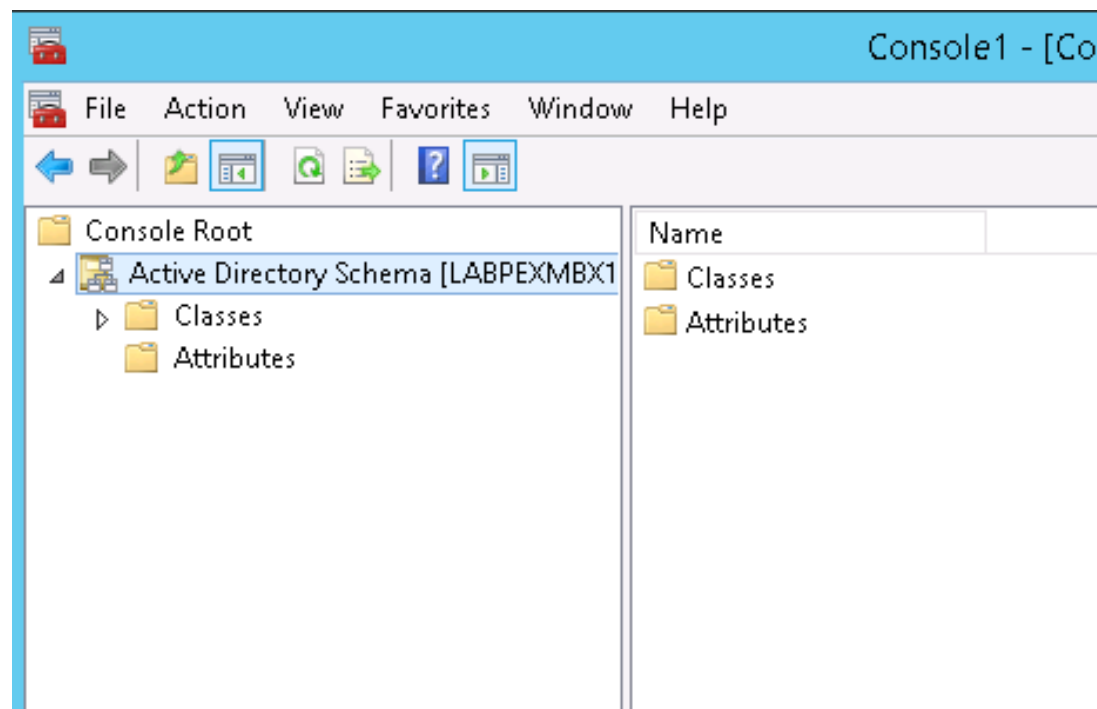 Console1 - [Co
File Action View Favorites Window Help
Console Root
Active Directory Schema [LABPEXMBX1
Classes
Attributes
Name
Classes
Attributes